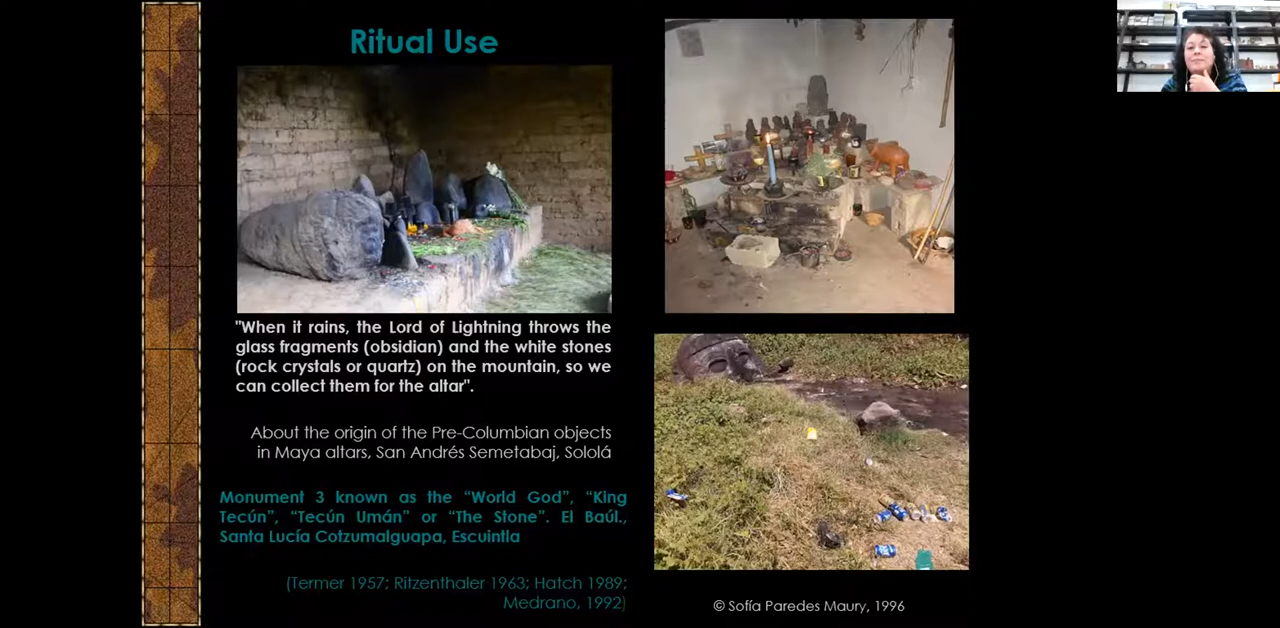 Ritual Use
"When it rains, the Lord of Lightning throws the
glass fragments (obsidian) and the white stones
(rock crystals or quartz) on the mountain, so we
can collect them for the altar".
About the origin of the Pre-Columbian objects
in Maya altars, San Andrés Semetabaj, Sololá
Monument 3 known as the “World God”, “King
Tecún”, “Tecún Umán” or “The Stone”. El Baúl.,
Santa Lucía Cotzumalguapa, Escuintla
(Termer 1957; Ritzenthaler 1963; Hatch 1989;
Medrano, 1992)
© Sofía Paredes Maury, 1996